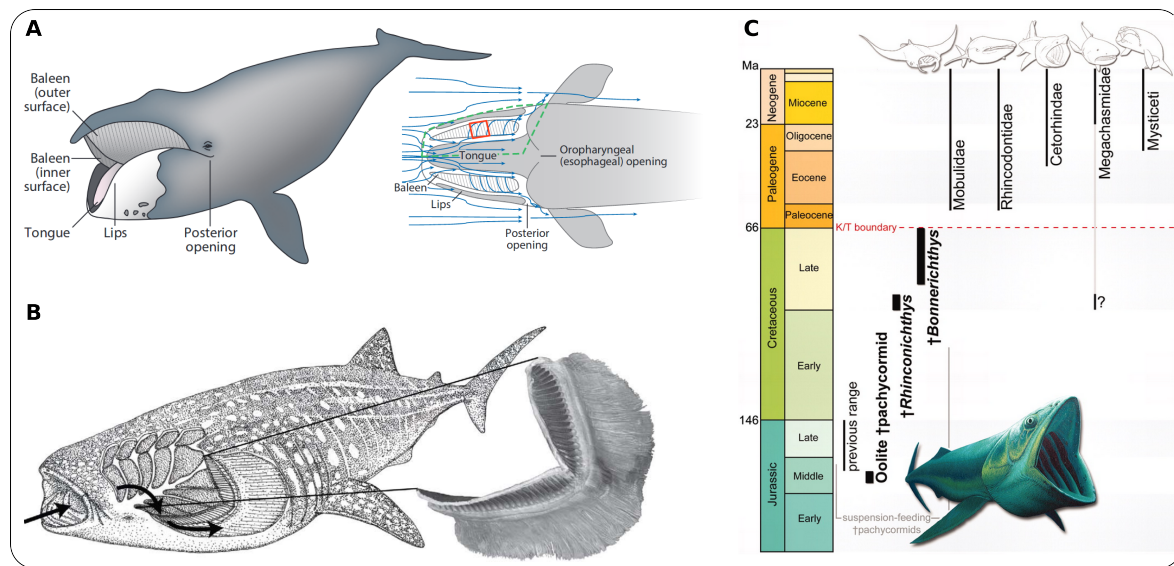 A
Baleen
(outer
surface)
Baleen
(inner
surface)
Tongue
Lips
Posterior
opening
Tongue
Oropharyngeal
(esophageal) opening
Baleen
Lips
Posterior
opening
B
C
Ma
Neogene
Miocene
23
Paleogene
Oligocene
Eocene
Paleocene
66
K/T boundary
Cretaceous
Late
Early
146
Jurassic
Late
Middle
Early
Mobulidae
Rhincodontidae
Cetorhindae
Megachasmidae
Mysticeti
?
previous range
Oolite †pachycormid
†Rhinconichthys
†Bonnerichthys
suspension-feeding
†pachycormids